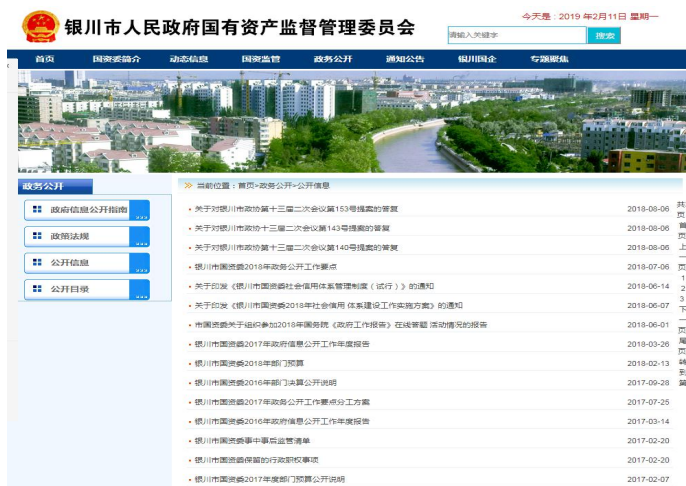 今天是 : 2019 年2月11日 星期一
银川市人民政府国有资产监督管理委员会
请输入关键字 搜索
首页 国资委简介 动态信息 国资监管 政务公开 通知公告 银川国企 专题聚焦
政务公开
政府信息公开指南
政策法规
公开信息
公开目录
当前位置：首页>政务公开>公开信息
关于对银川市政协第十三届二次会议第153号提案的答复 2018-08-06
关于对银川市政协第十三届二次会议第143号提案的答复 2018-08-06
关于对银川市政协第十三届二次会议第140号提案的答复 2018-08-06
银川市国资委2018年政务公开工作要点 2018-07-06
关于印发《银川市国资委社会信用体系管理制度（试行）》的通知 2018-06-14
关于印发《银川市国资委2018年社会信用 体系建设工作实施方案》的通知 2018-06-07
市国资委关于组织参加2018年国务院《政府工作报告》在线答题 活动情况的报告 2018-06-01
银川市国资委2017年政府信息公开工作年度报告 2018-03-26
银川市国资委2018年部门预算 2018-02-13
银川市国资委2016年部门决算公开说明 2017-09-28
银川市国资委2017年政务公开工作要点分工方案 2017-07-25
银川市国资委2016年政府信息公开工作年度报告 2017-03-14
银川市国资委事中事后监管清单 2017-02-20
银川市国资委保留的行政职权事项 2017-02-20
银川市国资委2017年度部门预算公开说明 2017-02-07
共
页
首
页
上
一
页
1
2
3
下
一
页
尾
页
转
到
第